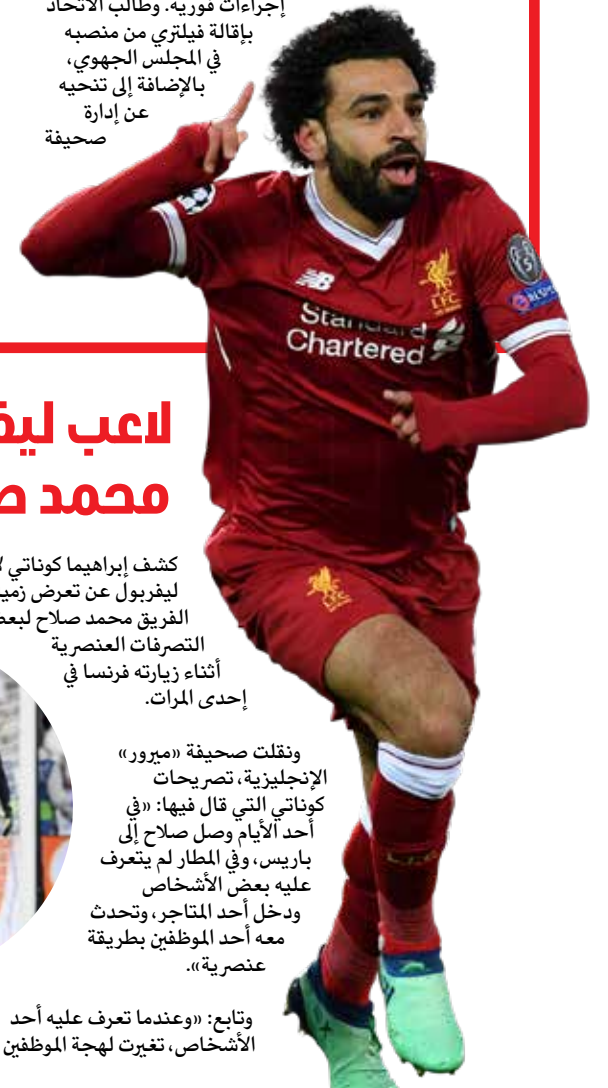 إجراءات فورية. وطالب الاتحاد
بإقالة فيلتري من منصبه
في المجلس الجهوي،
بالإضافة إلى تنحيه
عن إدارة
صحيفة
NB
L.F.C.
RESPE
Standard
Chartered
لاعب
محمد
كشف إبراهيما كوناتي
ليفربول عن تعرض
الفريق محمد صلاح
التصرفات العنصرية
أثناء زيارته فرنسا في
إحدى المرات.
ونقلت صحيفة «ميرور»
الإنجليزية، تصريحات
كوناتي التي قال فيها: «في
أحد الأيام وصل صلاح إلى
باريس، وفي المطار لم يتعرف
عليه بعض الأشخاص
ودخل أحد المتاجر، وتحدث
معه أحد الموظفين بطريقة
عنصرية».
وتابع: «وعندما تعرف عليه أحد
الأشخاص، تغيرت لهجة الموظفين